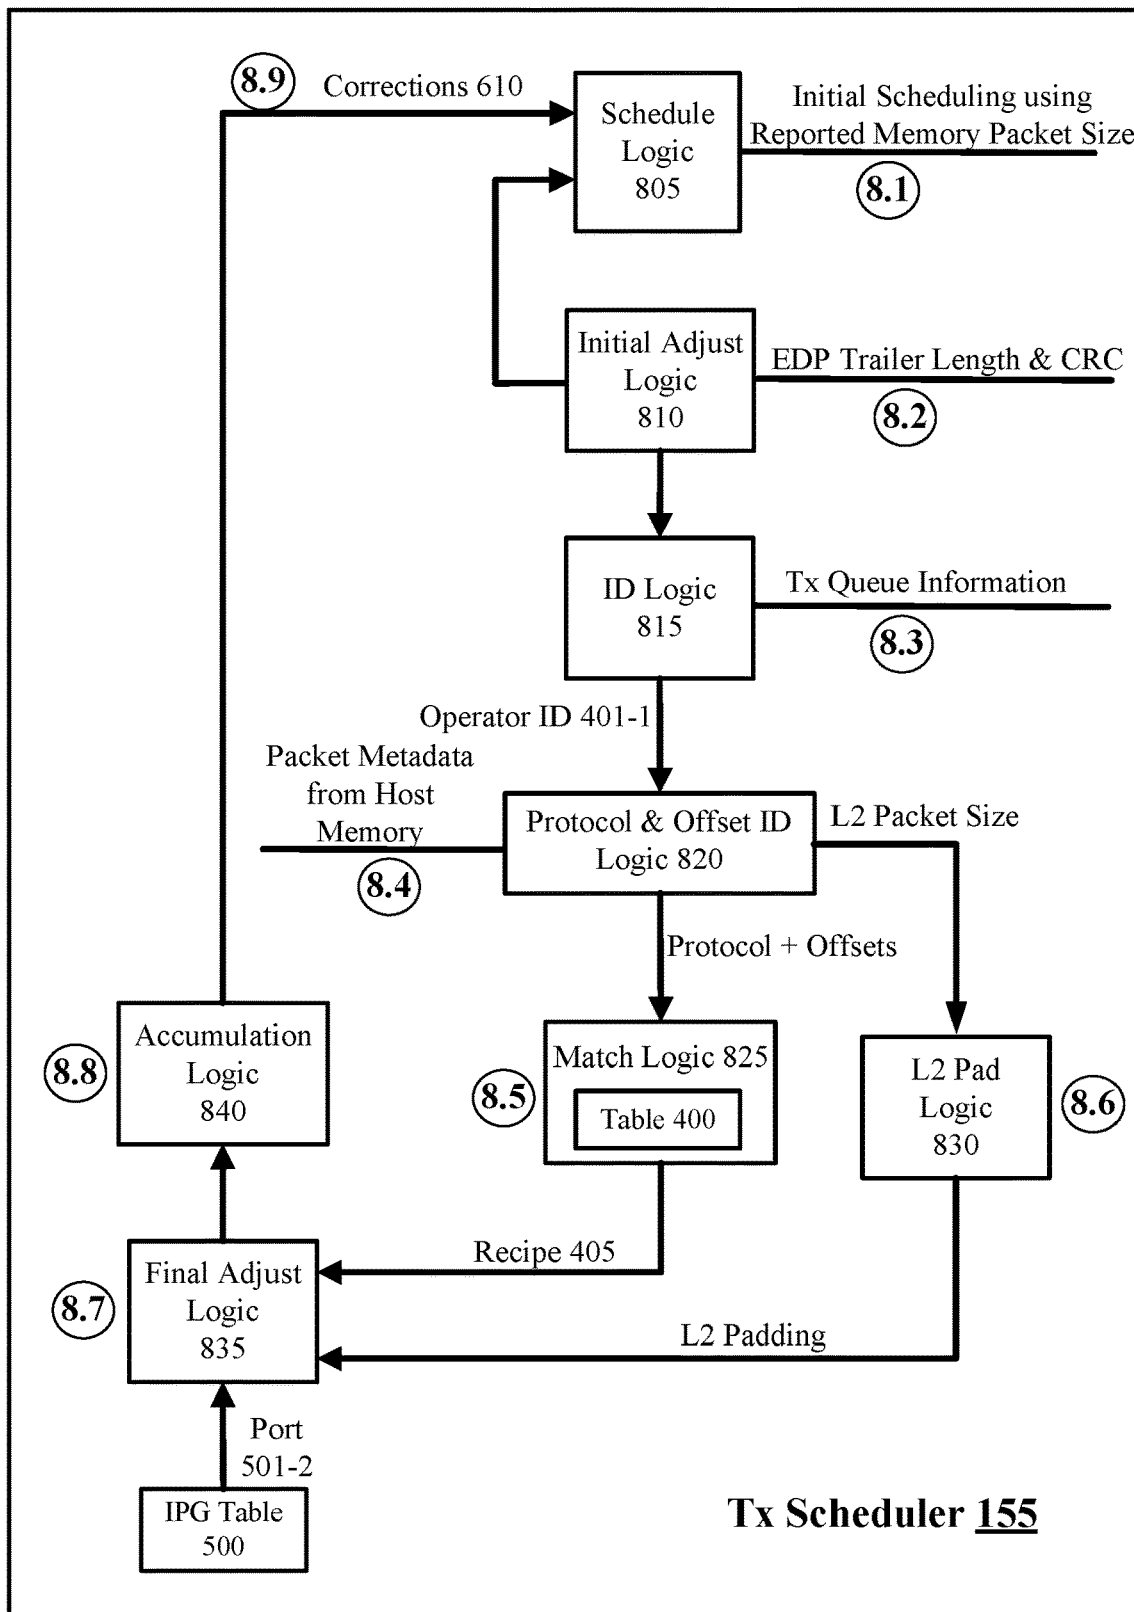 8.9
Corrections 610
Schedule
Logic
805
Initial Scheduling using
Reported Memory Packet Size
8.1
Initial Adjust
Logic
810
EDP Trailer Length & CRC
8.2
ID Logic
815
Tx Queue Information
8.3
Operator ID 401-1
Packet Metadata
from Host
Memory
8.4
Protocol & Offset ID
Logic 820
L2 Packet Size
Protocol + Offsets
Accumulation
Logic
840
8.8
Match Logic 825
Table 400
8.5
L2 Pad
Logic
830
8.6
Recipe 405
Final Adjust
Logic
835
8.7
L2 Padding
Port
501-2
IPG Table
500
Tx Scheduler 155